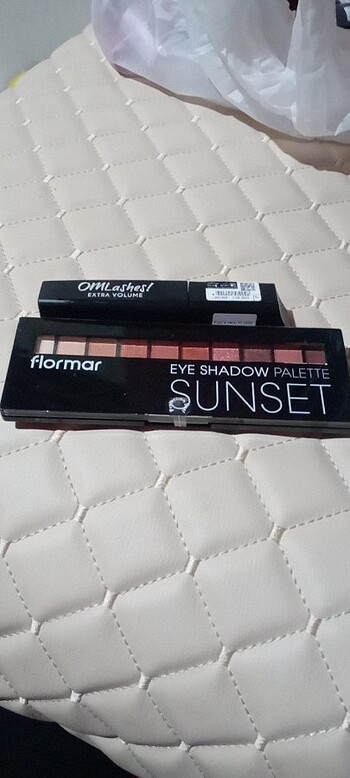 OMLashes!
EXTRA VOLUME
flormar
EYE SHADOW PALETTE
SUNSET